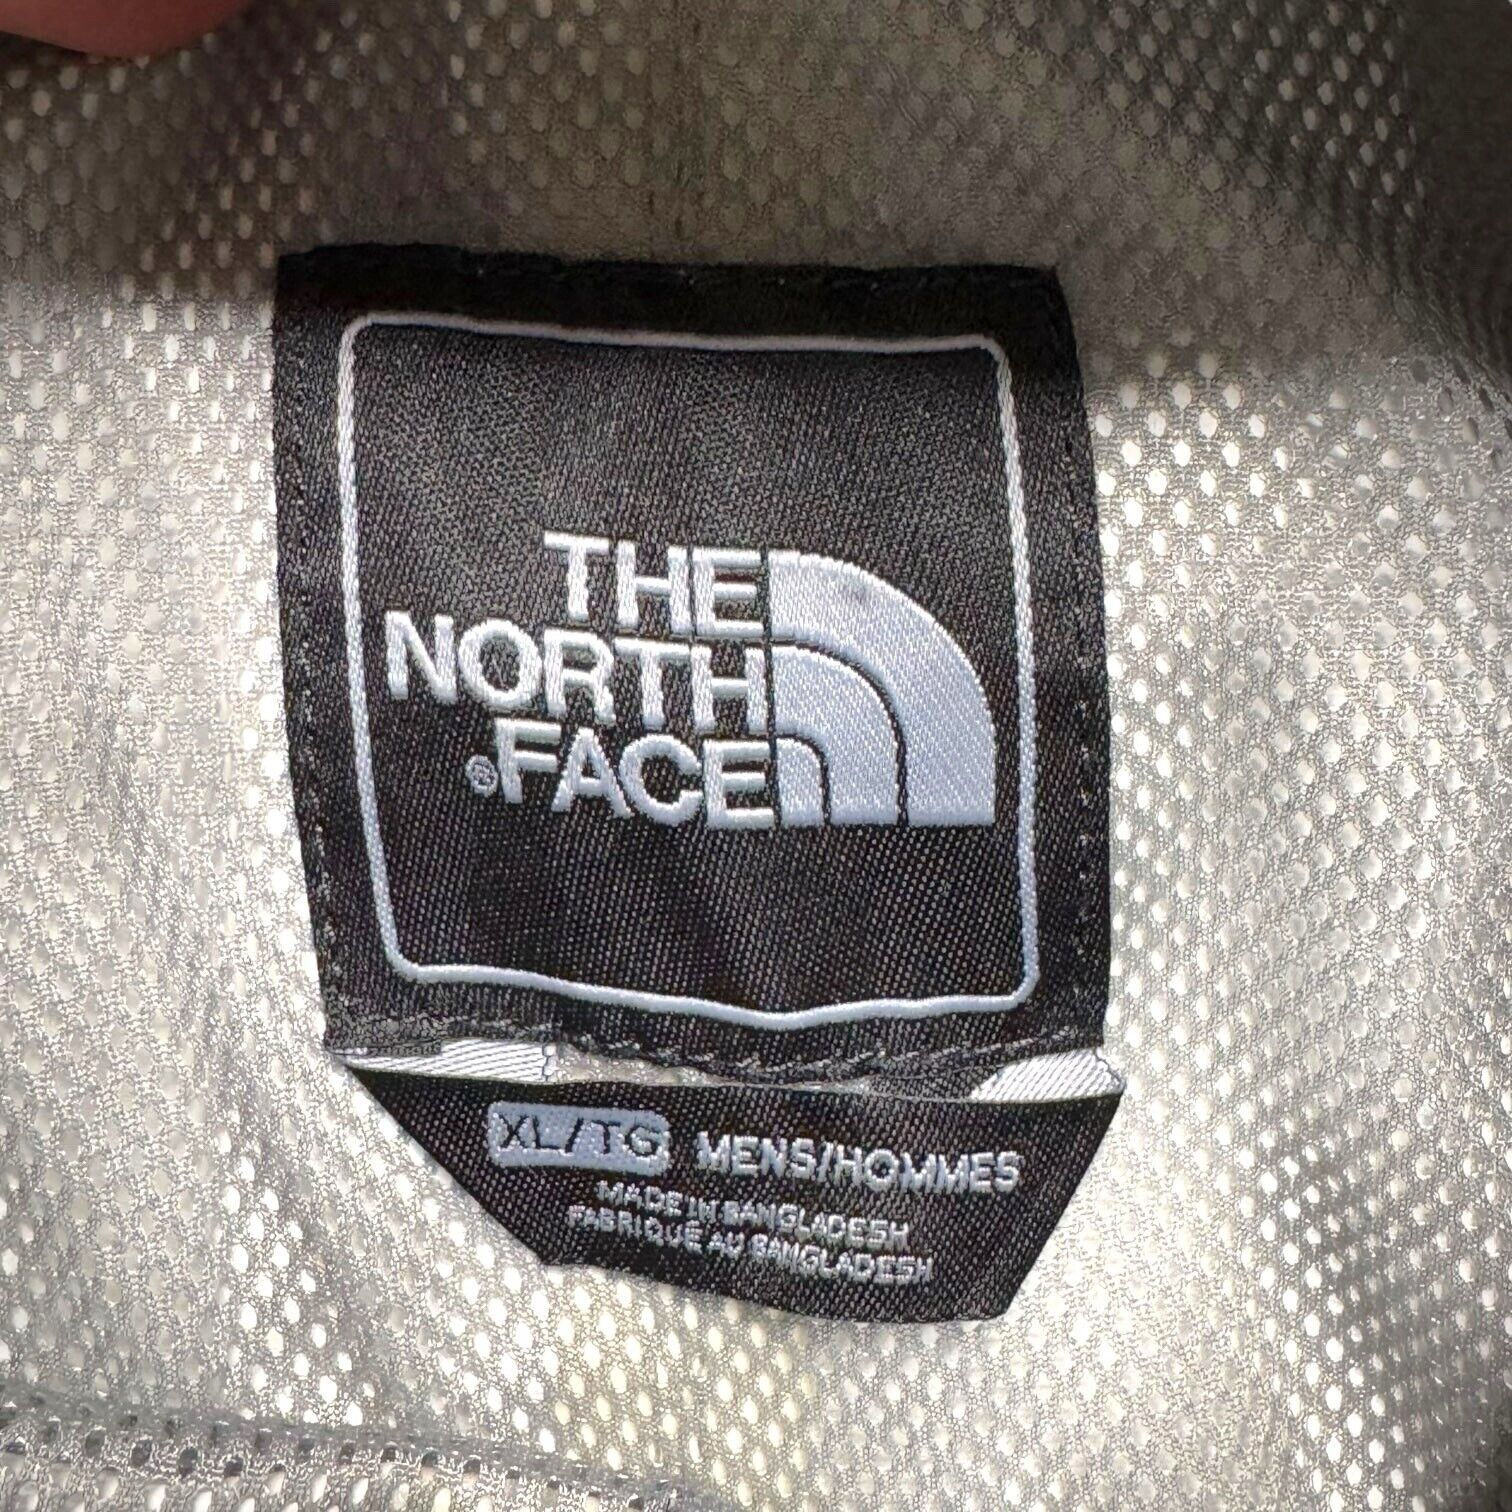 THE
NORTH
®FACE
XL/TG MENS/HOMMES
MADE IN BANGLADESH
FABRIQUÉ AU BANGLADESH